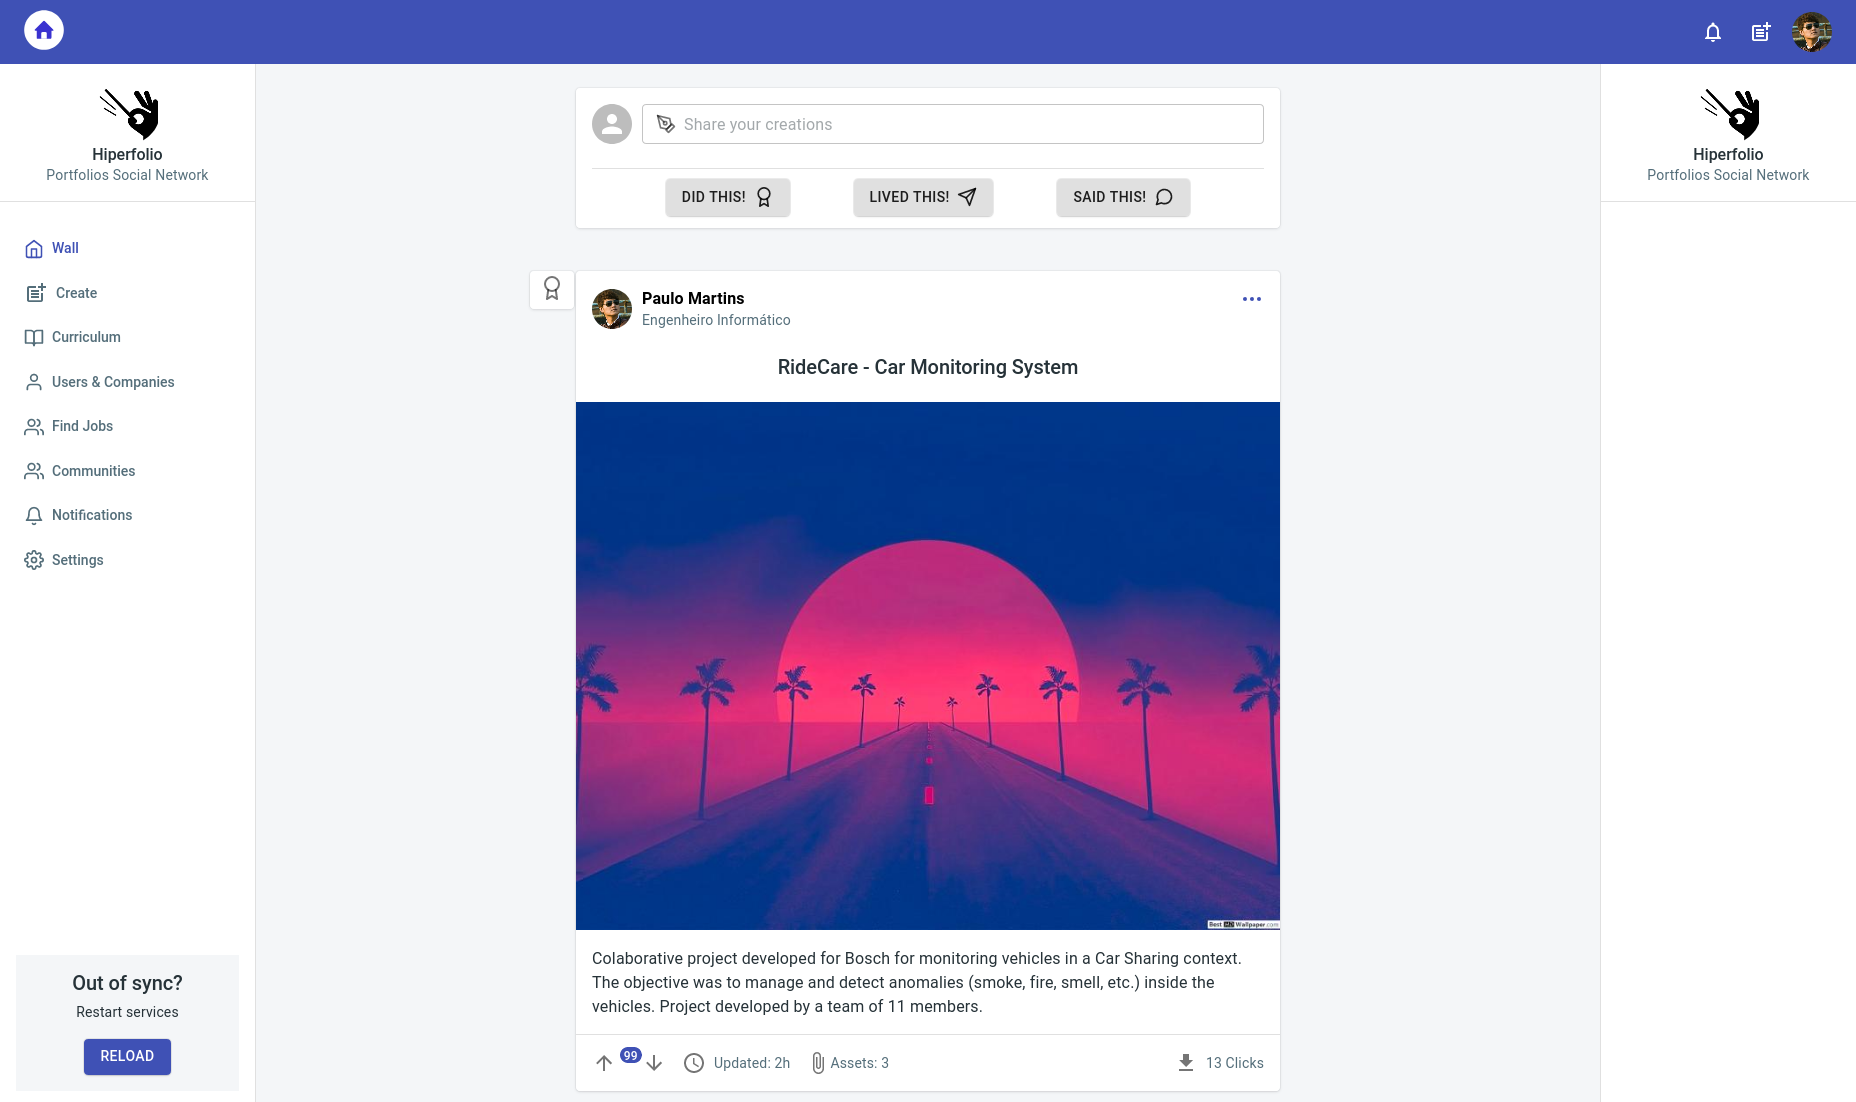 Hiperfolio
Portfolios Social Network
Wall
Create
Curriculum
Users & Companies
Find Jobs
Communities
Notifications
Settings
Out of sync?
Restart services
RELOAD
Share your creations
DID THIS!
LIVED THIS!
SAID THIS!
Paulo Martins
Engenheiro Informático
RideCare - Car Monitoring System
Best HQ Wallpaper.com
Colaborative project developed for Bosch for monitoring vehicles in a Car Sharing context.
The objective was to manage and detect anomalies (smoke, fire, smell, etc.) inside the
vehicles. Project developed by a team of 11 members.
99
Updated: 2h
Assets: 3
13 Clicks
Hiperfolio
Portfolios Social Network